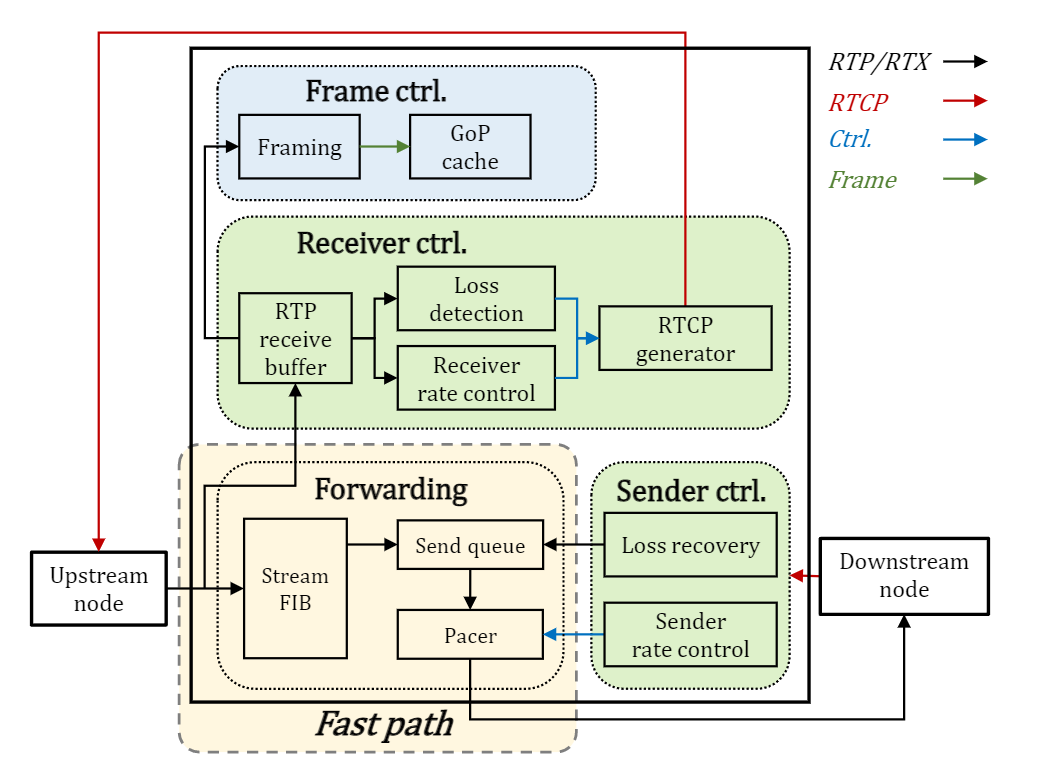 RTP/RTX
RTCP
Ctrl.
Frame
Frame ctrl.
Framing
GoP
cache
Receiver ctrl.
RTP
receive
buffer
Loss
detection
Receiver
rate control
RTCP
generator
Forwarding
Stream
FIB
Send queue
Pacer
Fast path
Sender ctrl.
Loss recovery
Sender
rate control
Upstream
node
Downstream
node